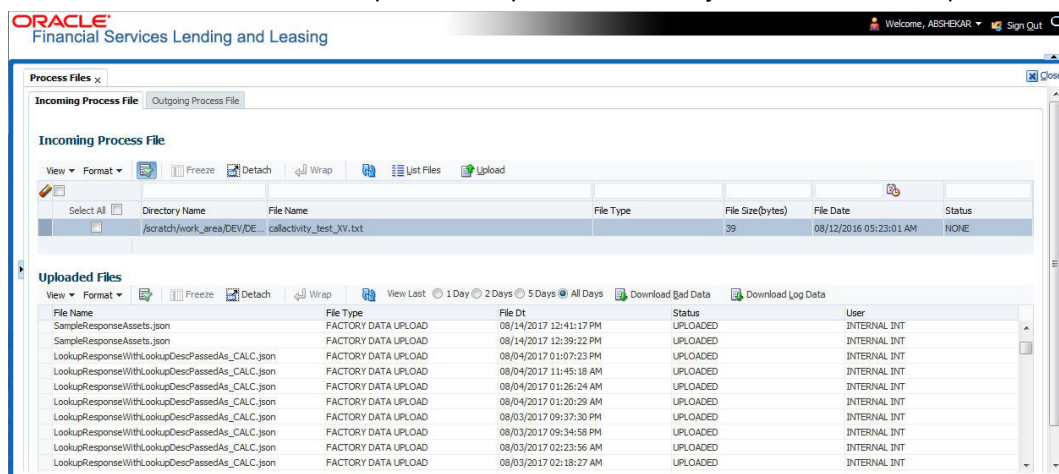 ORACLE
Financial Services Lending and Leasing
Welcome, ABSHEKAR Sign Out
Process Files x
Close
Incoming Process File Outgoing Process File
Incoming Process File
View Format Freeze Detach Wrap List Files Upload
Select All Directory Name File Name File Type File Size(bytes) File Date Status
/scratch/work_area/DEV/DE... callactivity_test_XV.txt 39 08/12/2016 05:23:01 AM NONE
Uploaded Files
View Format Freeze Detach Wrap View Last 1 Day 2 Days 5 Days All Days Download Bad Data Download Log Data
File Name File Type File Dt Status User
SampleResponseAssets.json FACTORY DATA UPLOAD 08/14/2017 12:41:17 PM UPLOADED INTERNAL INT
SampleResponseAssets.json FACTORY DATA UPLOAD 08/14/2017 12:39:22 PM UPLOADED INTERNAL INT
LookupResponseWithLookupDescPassedAs_CALC.json FACTORY DATA UPLOAD 08/04/2017 01:07:23 PM UPLOADED INTERNAL INT
LookupResponseWithLookupDescPassedAs_CALC.json FACTORY DATA UPLOAD 08/04/2017 11:45:18 AM UPLOADED INTERNAL INT
LookupResponseWithLookupDescPassedAs_CALC.json FACTORY DATA UPLOAD 08/04/2017 01:26:24 AM UPLOADED INTERNAL INT
LookupResponseWithLookupDescPassedAs_CALC.json FACTORY DATA UPLOAD 08/04/2017 01:20:29 AM UPLOADED INTERNAL INT
LookupResponseWithLookupDescPassedAs_CALC.json FACTORY DATA UPLOAD 08/03/2017 09:37:30 PM UPLOADED INTERNAL INT
LookupResponseWithLookupDescPassedAs_CALC.json FACTORY DATA UPLOAD 08/03/2017 09:34:58 PM UPLOADED INTERNAL INT
LookupResponseWithLookupDescPassedAs_CALC.json FACTORY DATA UPLOAD 08/03/2017 02:23:56 AM UPLOADED INTERNAL INT
LookupResponseWithLookupDescPassedAs_CALC.json FACTORY DATA UPLOAD 08/03/2017 02:18:27 AM UPLOADED INTERNAL INT